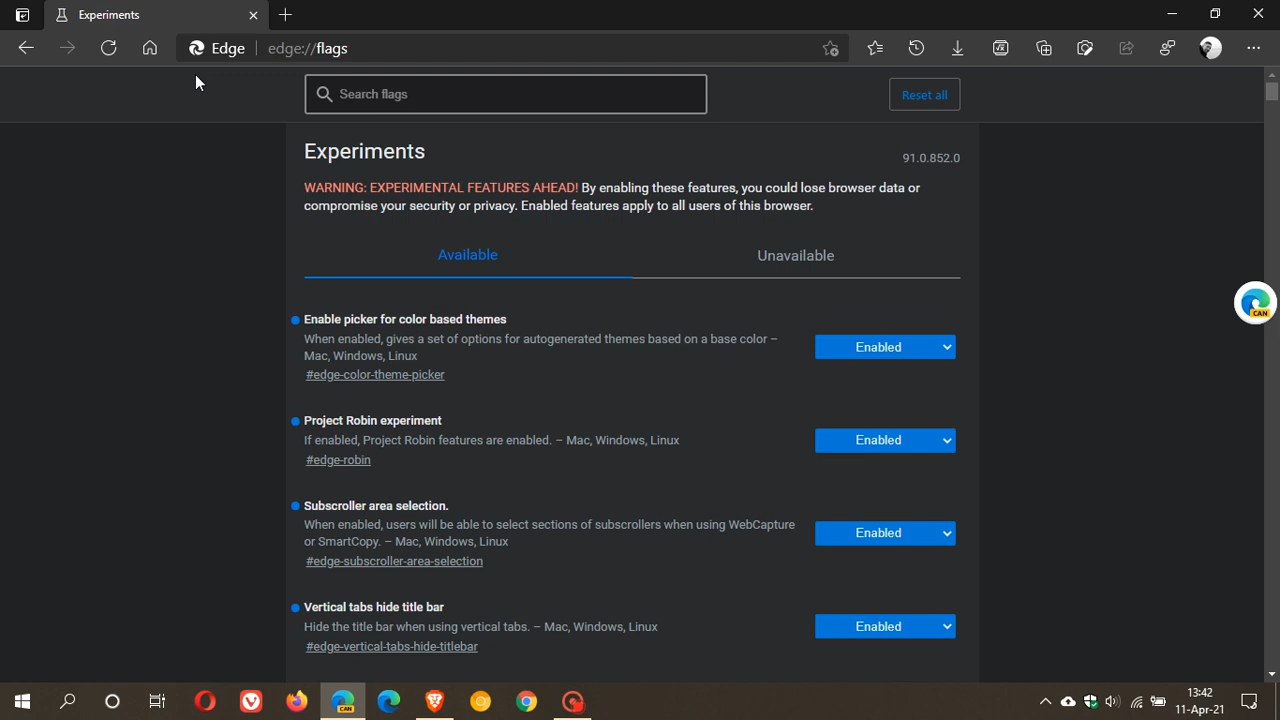 Experiments
Edge
edge://flags
Search flags
Reset all
Experiments
91.0.852.0
WARNING: EXPERIMENTAL FEATURES AHEAD! By enabling these features, you could lose browser data or
compromise your security or privacy. Enabled features apply to all users of this browser.
Available
Unavailable
Enable picker for color based themes
When enabled, gives a set of options for autogenerated themes based on a base color –
Mac, Windows, Linux
#edge-color-theme-picker
Enabled
Project Robin experiment
If enabled, Project Robin features are enabled. – Mac, Windows, Linux
#edge-robin
Enabled
Subscroller area selection.
When enabled, users will be able to select sections of subscrollers when using WebCapture
or SmartCopy. – Mac, Windows, Linux
#edge-subscroller-area-selection
Enabled
Vertical tabs hide title bar
Hide the title bar when using vertical tabs. – Mac, Windows, Linux
#edge-vertical-tabs-hide-titlebar
Enabled
CAN
CAN
13:42
11-Apr-21